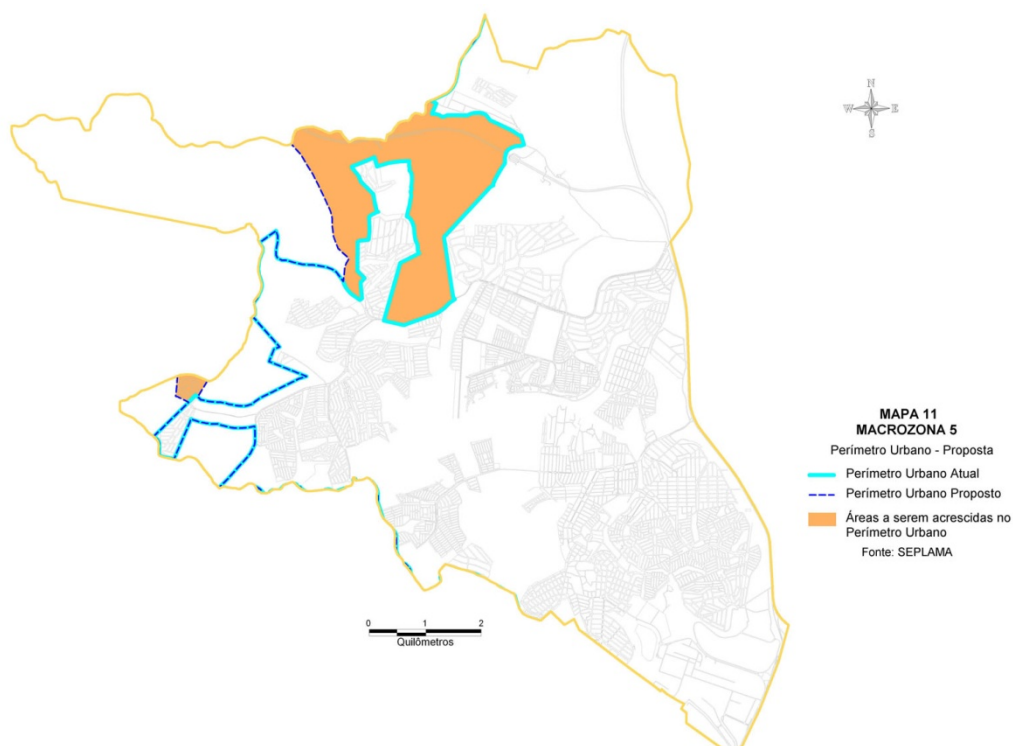 N
W E
S
MAPA 11
MACROZONA 5
Perímetro Urbano - Proposta
Perímetro Urbano Atual
Perímetro Urbano Proposto
Áreas a serem acrescidas no
Perímetro Urbano
Fonte: SEPLAMA
0 1 2
Quilômetros